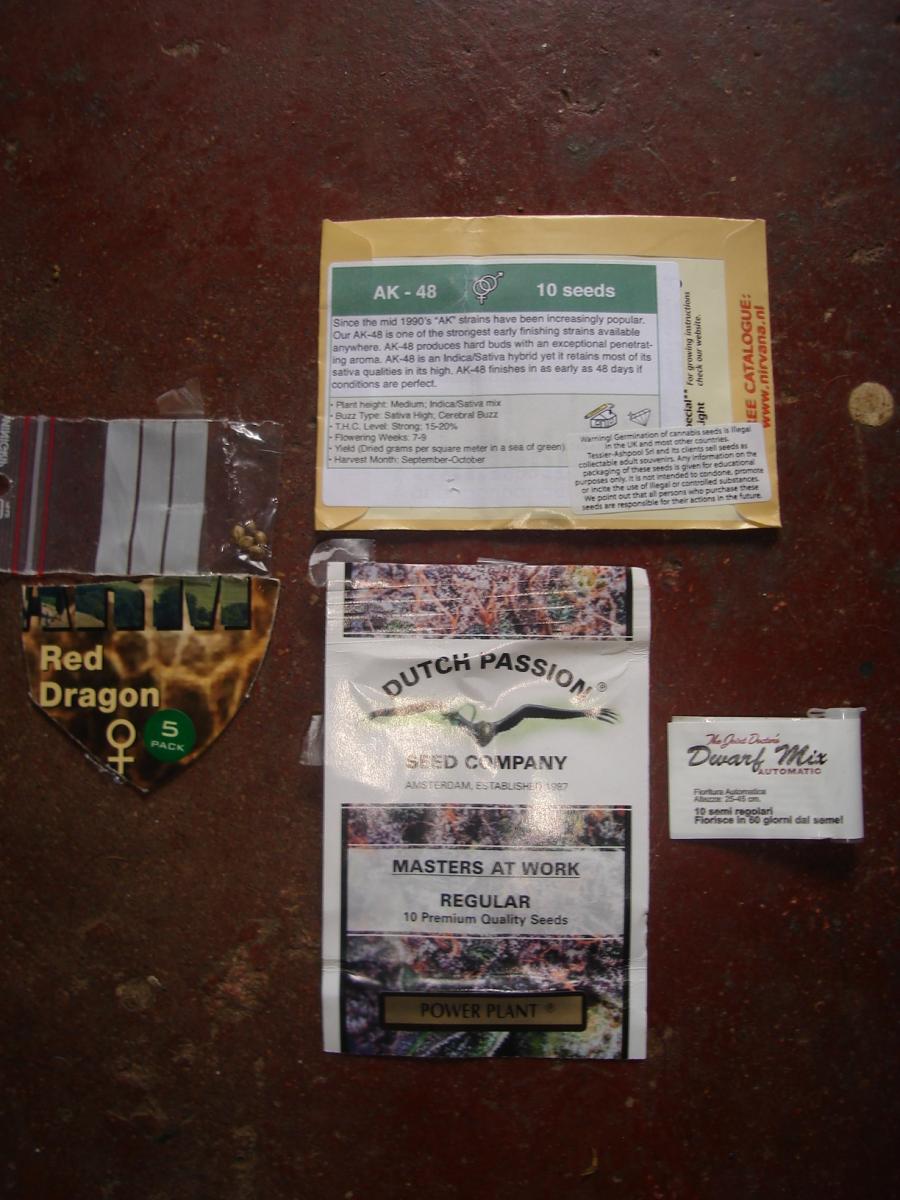 AK - 48
10 seeds
Since the mid 1990's "AK" strains have been increasingly popular.
Our AK-48 is one of the strongest early finishing strains available
anywhere. AK-48 produces hard buds with an exceptional penetrat-
ing aroma. AK-48 is an Indica/Sativa hybrid yet it retains most of its
sativa qualities in its high. AK-48 finishes in as early as 48 days if
conditions are perfect.
• Plant height: Medium; Indica/Sativa mix
• Buzz Type: Sativa High, Cerebral Buzz
• T.H.C. Level: Strong; 15-20%
• Flowering Weeks: 7-9
• Yield (Dried grams per square meter in a sea of green)
• Harvest Month: September-October
Warning! Germination of cannabis seeds is illegal
in the UK and most other countries.
Tessier-Ashpool Srl and its clients sell seeds as
collectable adult souvenirs. Any information on the
packaging of these seeds is given for educational
purposes only. It is not intended to condone, promote
or incite the use of illegal or controlled substances.
We point out that all persons who purchase these
seeds are responsible for their actions in the future.
ecial**
ight
For growing instructions
check our website.
EE CATALOGUE:
www.nirvana.nl
Red
Dragon
5
PACK
DUTCH PASSION®
SEED COMPANY
AMSTERDAM, ESTABLISHED 1987
MASTERS AT WORK
REGULAR
10 Premium Quality Seeds
POWER PLANT ®
The Joint Doctor's
Dwarf Mix
AUTOMATIC
Fioritura Automatica
Altezza: 25-45 cm.
10 semi regolari
Fiorisce in 60 giorni dal seme!